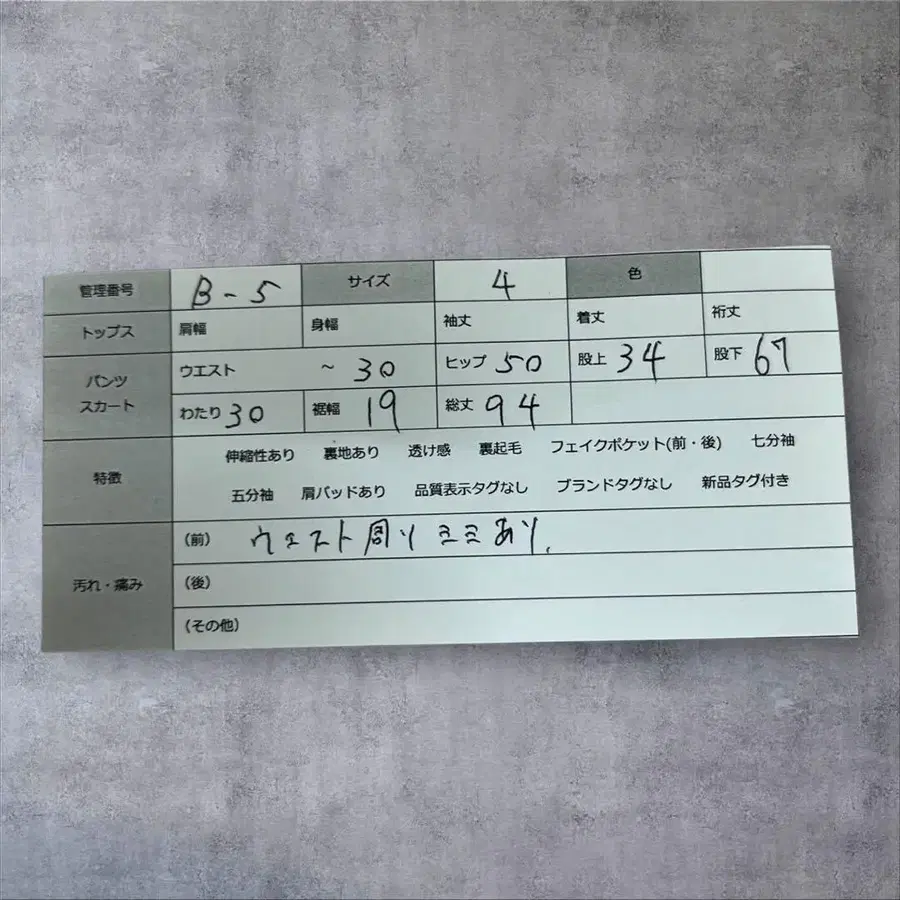 管理番号 B-5 サイズ 4 色
トップス 肩幅 身幅 袖丈 着丈 裄丈
パンツ スカート
ウエスト ~30 ヒップ 50 股上 34 股下 67
わたり 30 裾幅 19 総丈 94
特徴
伸縮性あり 裏地あり 透け感 裏起毛 フェイクポケット(前・後) 七分袖
五分袖 肩パッドあり 品質表示タグなし ブランドタグなし 新品タグ付き
汚れ・痛み
(前) ウエスト周りシミあり、
(後)
(その他)